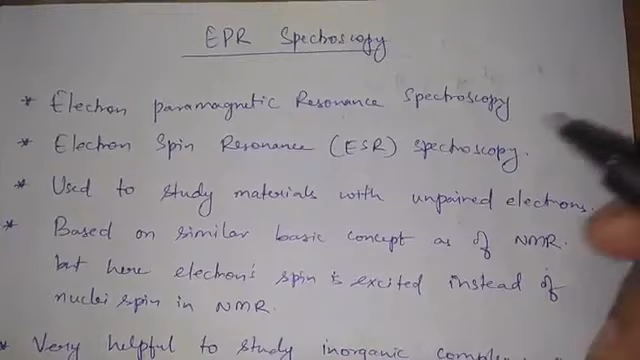 EPR Spectroscopy
* Electron paramagnetic Resonance Spectroscopy
* Electron Spin Resonance (ESR) spectroscopy.
* Used to study materials with unpaired electrons.
* Based on similar basic concept as of NMR.
but here electron's spin is excited instead of
nuclei spin in NMR.
* Very helpful to study inorganic